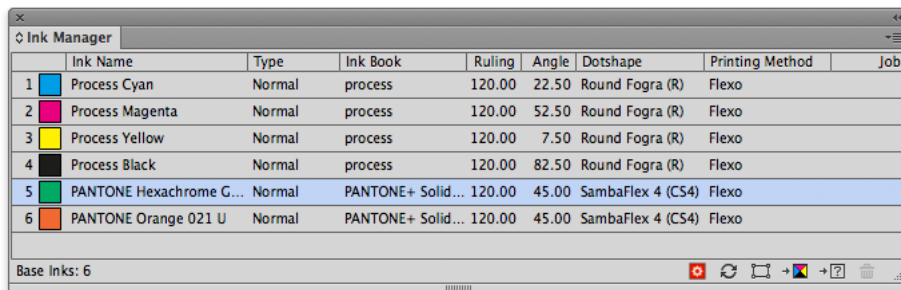 Ink Manager
Ink Name Type Ink Book Ruling Angle Dotshape Printing Method Job
1 Process Cyan Normal process 120.00 22.50 Round Fogra (R) Flexo
2 Process Magenta Normal process 120.00 52.50 Round Fogra (R) Flexo
3 Process Yellow Normal process 120.00 7.50 Round Fogra (R) Flexo
4 Process Black Normal process 120.00 82.50 Round Fogra (R) Flexo
5 PANTONE Hexachrome G... Normal PANTONE+ Solid... 120.00 45.00 SambaFlex 4 (CS4) Flexo
6 PANTONE Orange 021 U Normal PANTONE+ Solid... 120.00 45.00 SambaFlex 4 (CS4) Flexo
Base Inks: 6